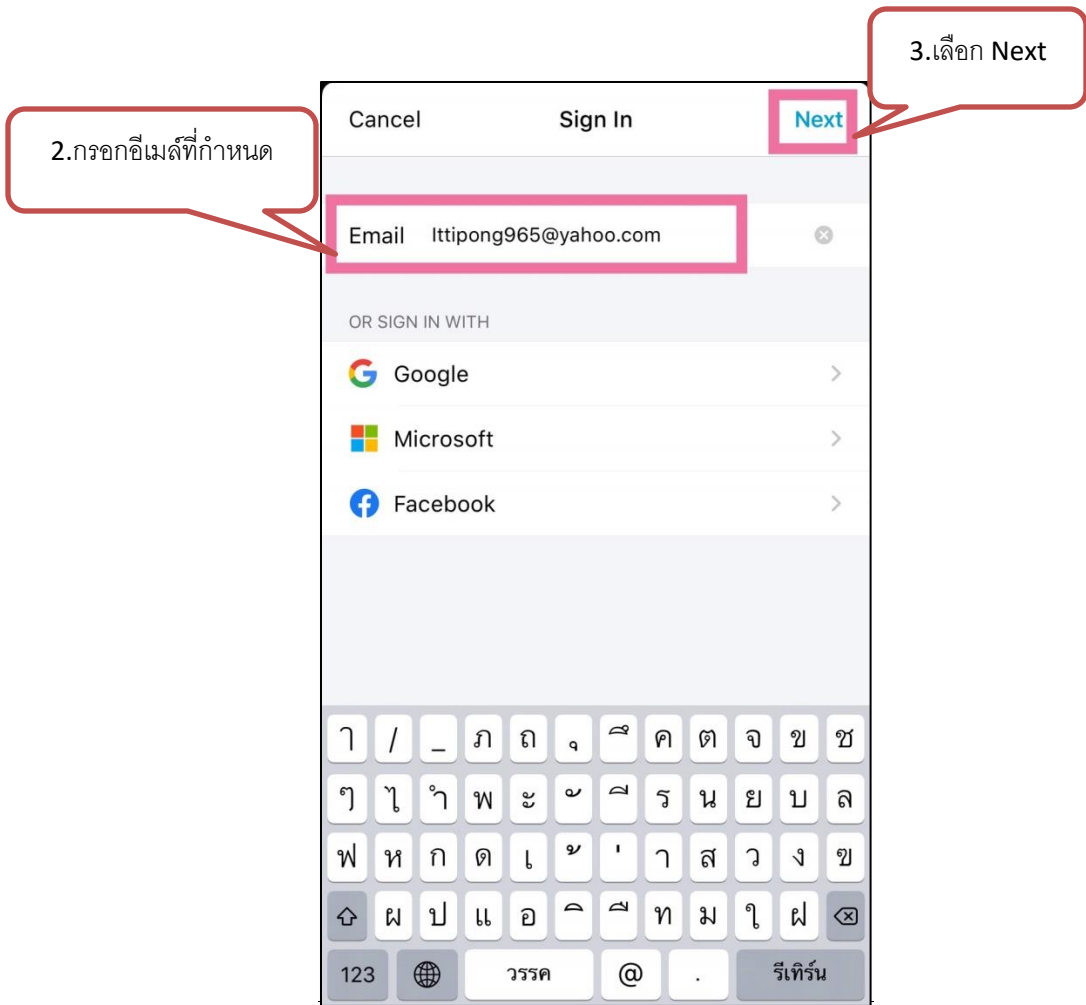 3.เลือก Next
Cancel Sign In Next
2.กรอกอีเมล์ที่กำหนด
Email Ittipong965@yahoo.com
OR SIGN IN WITH
Google
Microsoft
Facebook
ๅ / _ ภ ถ ุ ึ ค ต จ ข ช
ๆ ไ ำ พ ะ ั ี ร น ย บ ล
ฟ ห ก ด เ ้ ่ า ส ว ง ฃ
ผ ป แ อ ิ ื ท ม ใ ฝ
123 วรรค @ . รีเทิร์น